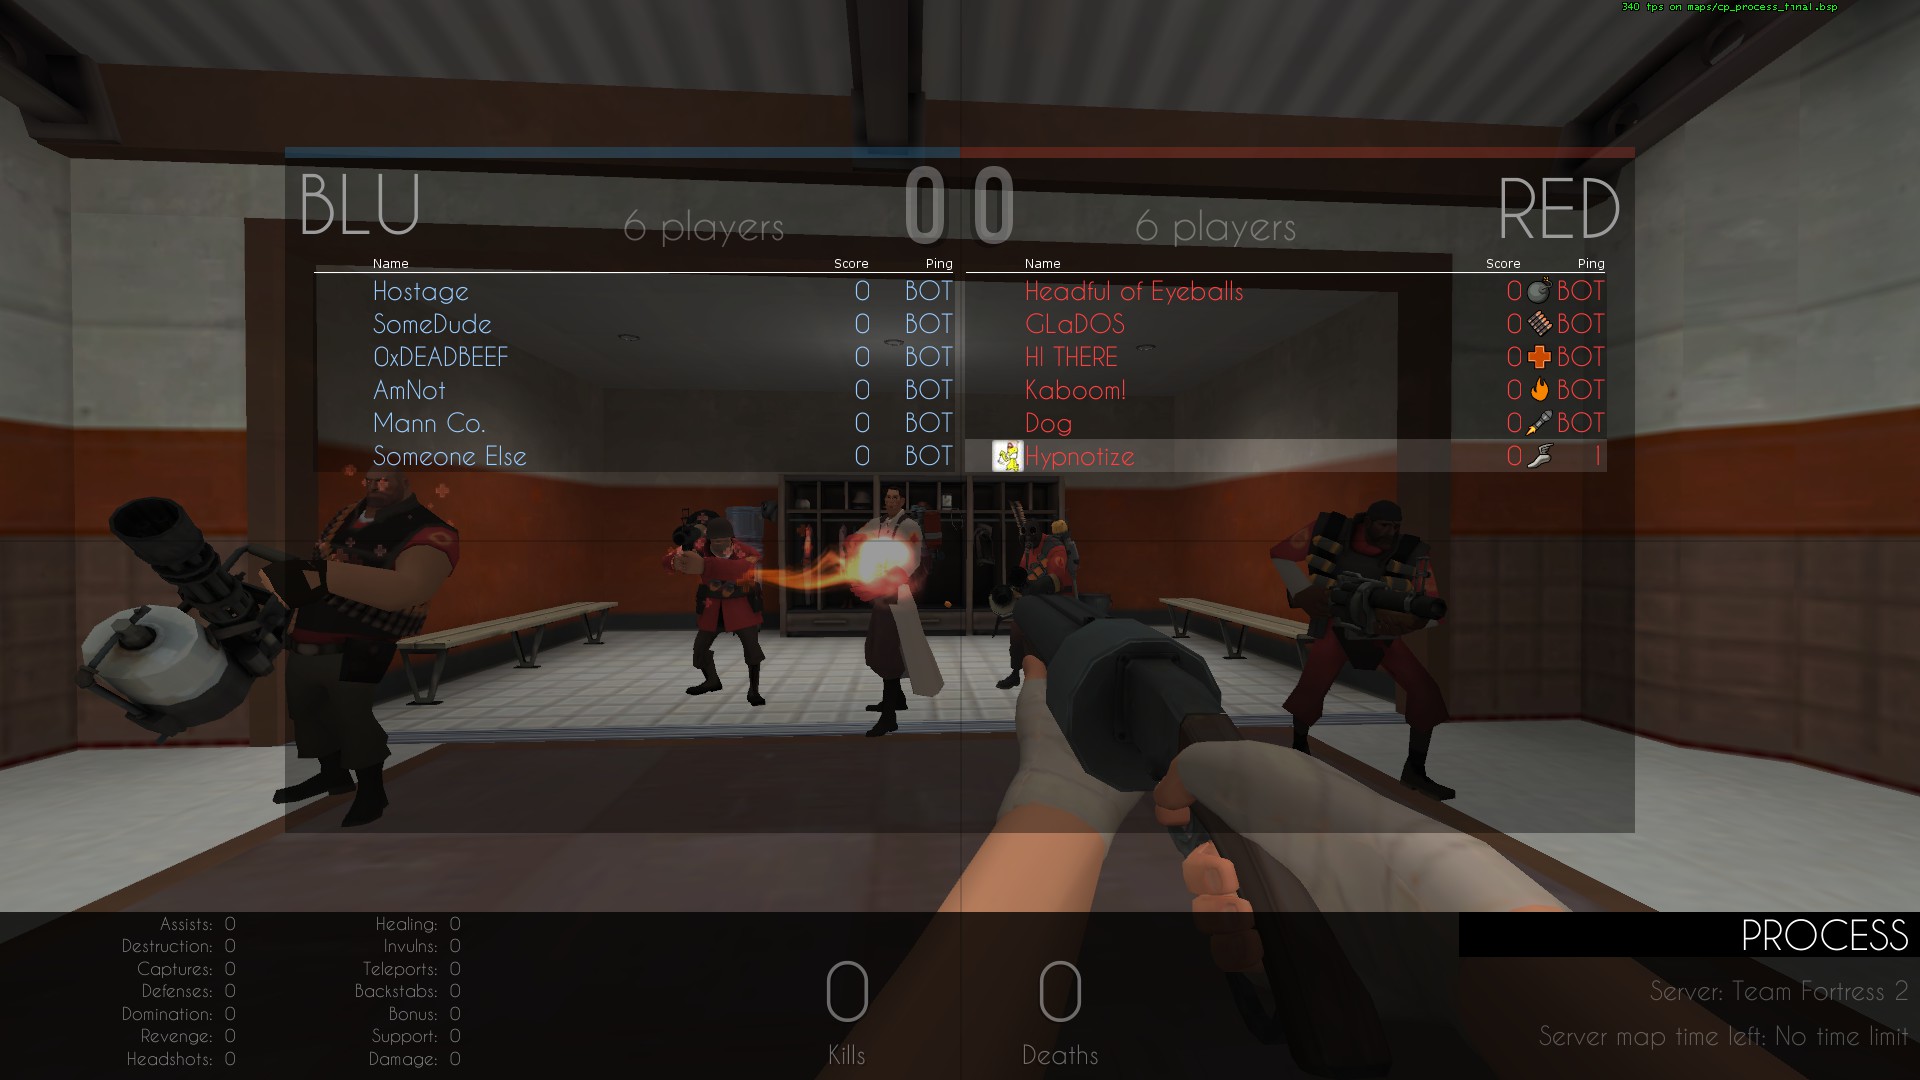 340 fps on maps/cp_process_final.bsp
BLU 6 players 0 0 6 players RED
Name Score Ping Name Score Ping
Hostage 0 BOT Headful of Eyeballs 0 BOT
SomeDude 0 BOT GLaDOS 0 BOT
0xDEADBEEF 0 BOT HI THERE 0 BOT
AmNot 0 BOT Kaboom! 0 BOT
Mann Co. 0 BOT Dog 0 BOT
Someone Else 0 BOT Hypnotize 0 1
Assists: 0 Healing: 0
Destruction: 0 Invulns: 0
Captures: 0 Teleports: 0
Defenses: 0 Backstabs: 0
Domination: 0 Bonus: 0
Revenge: 0 Support: 0
Headshots: 0 Damage: 0
0 0
Kills Deaths
PROCESS
Server: Team Fortress 2
Server map time left: No time limit